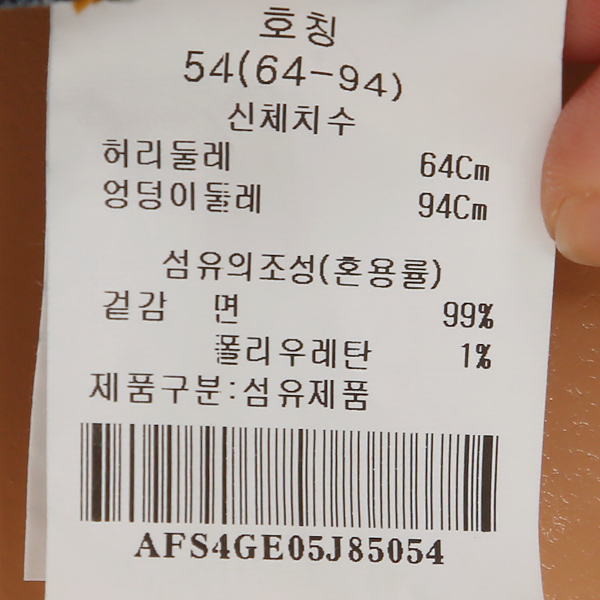 호칭
54(64-94)
신체치수
허리둘레 64Cm
엉덩이둘레 94Cm
섬유의조성(혼용률)
겉감 면 99%
폴리우레탄 1%
제품구분:섬유제품
AFS4GE05J85054